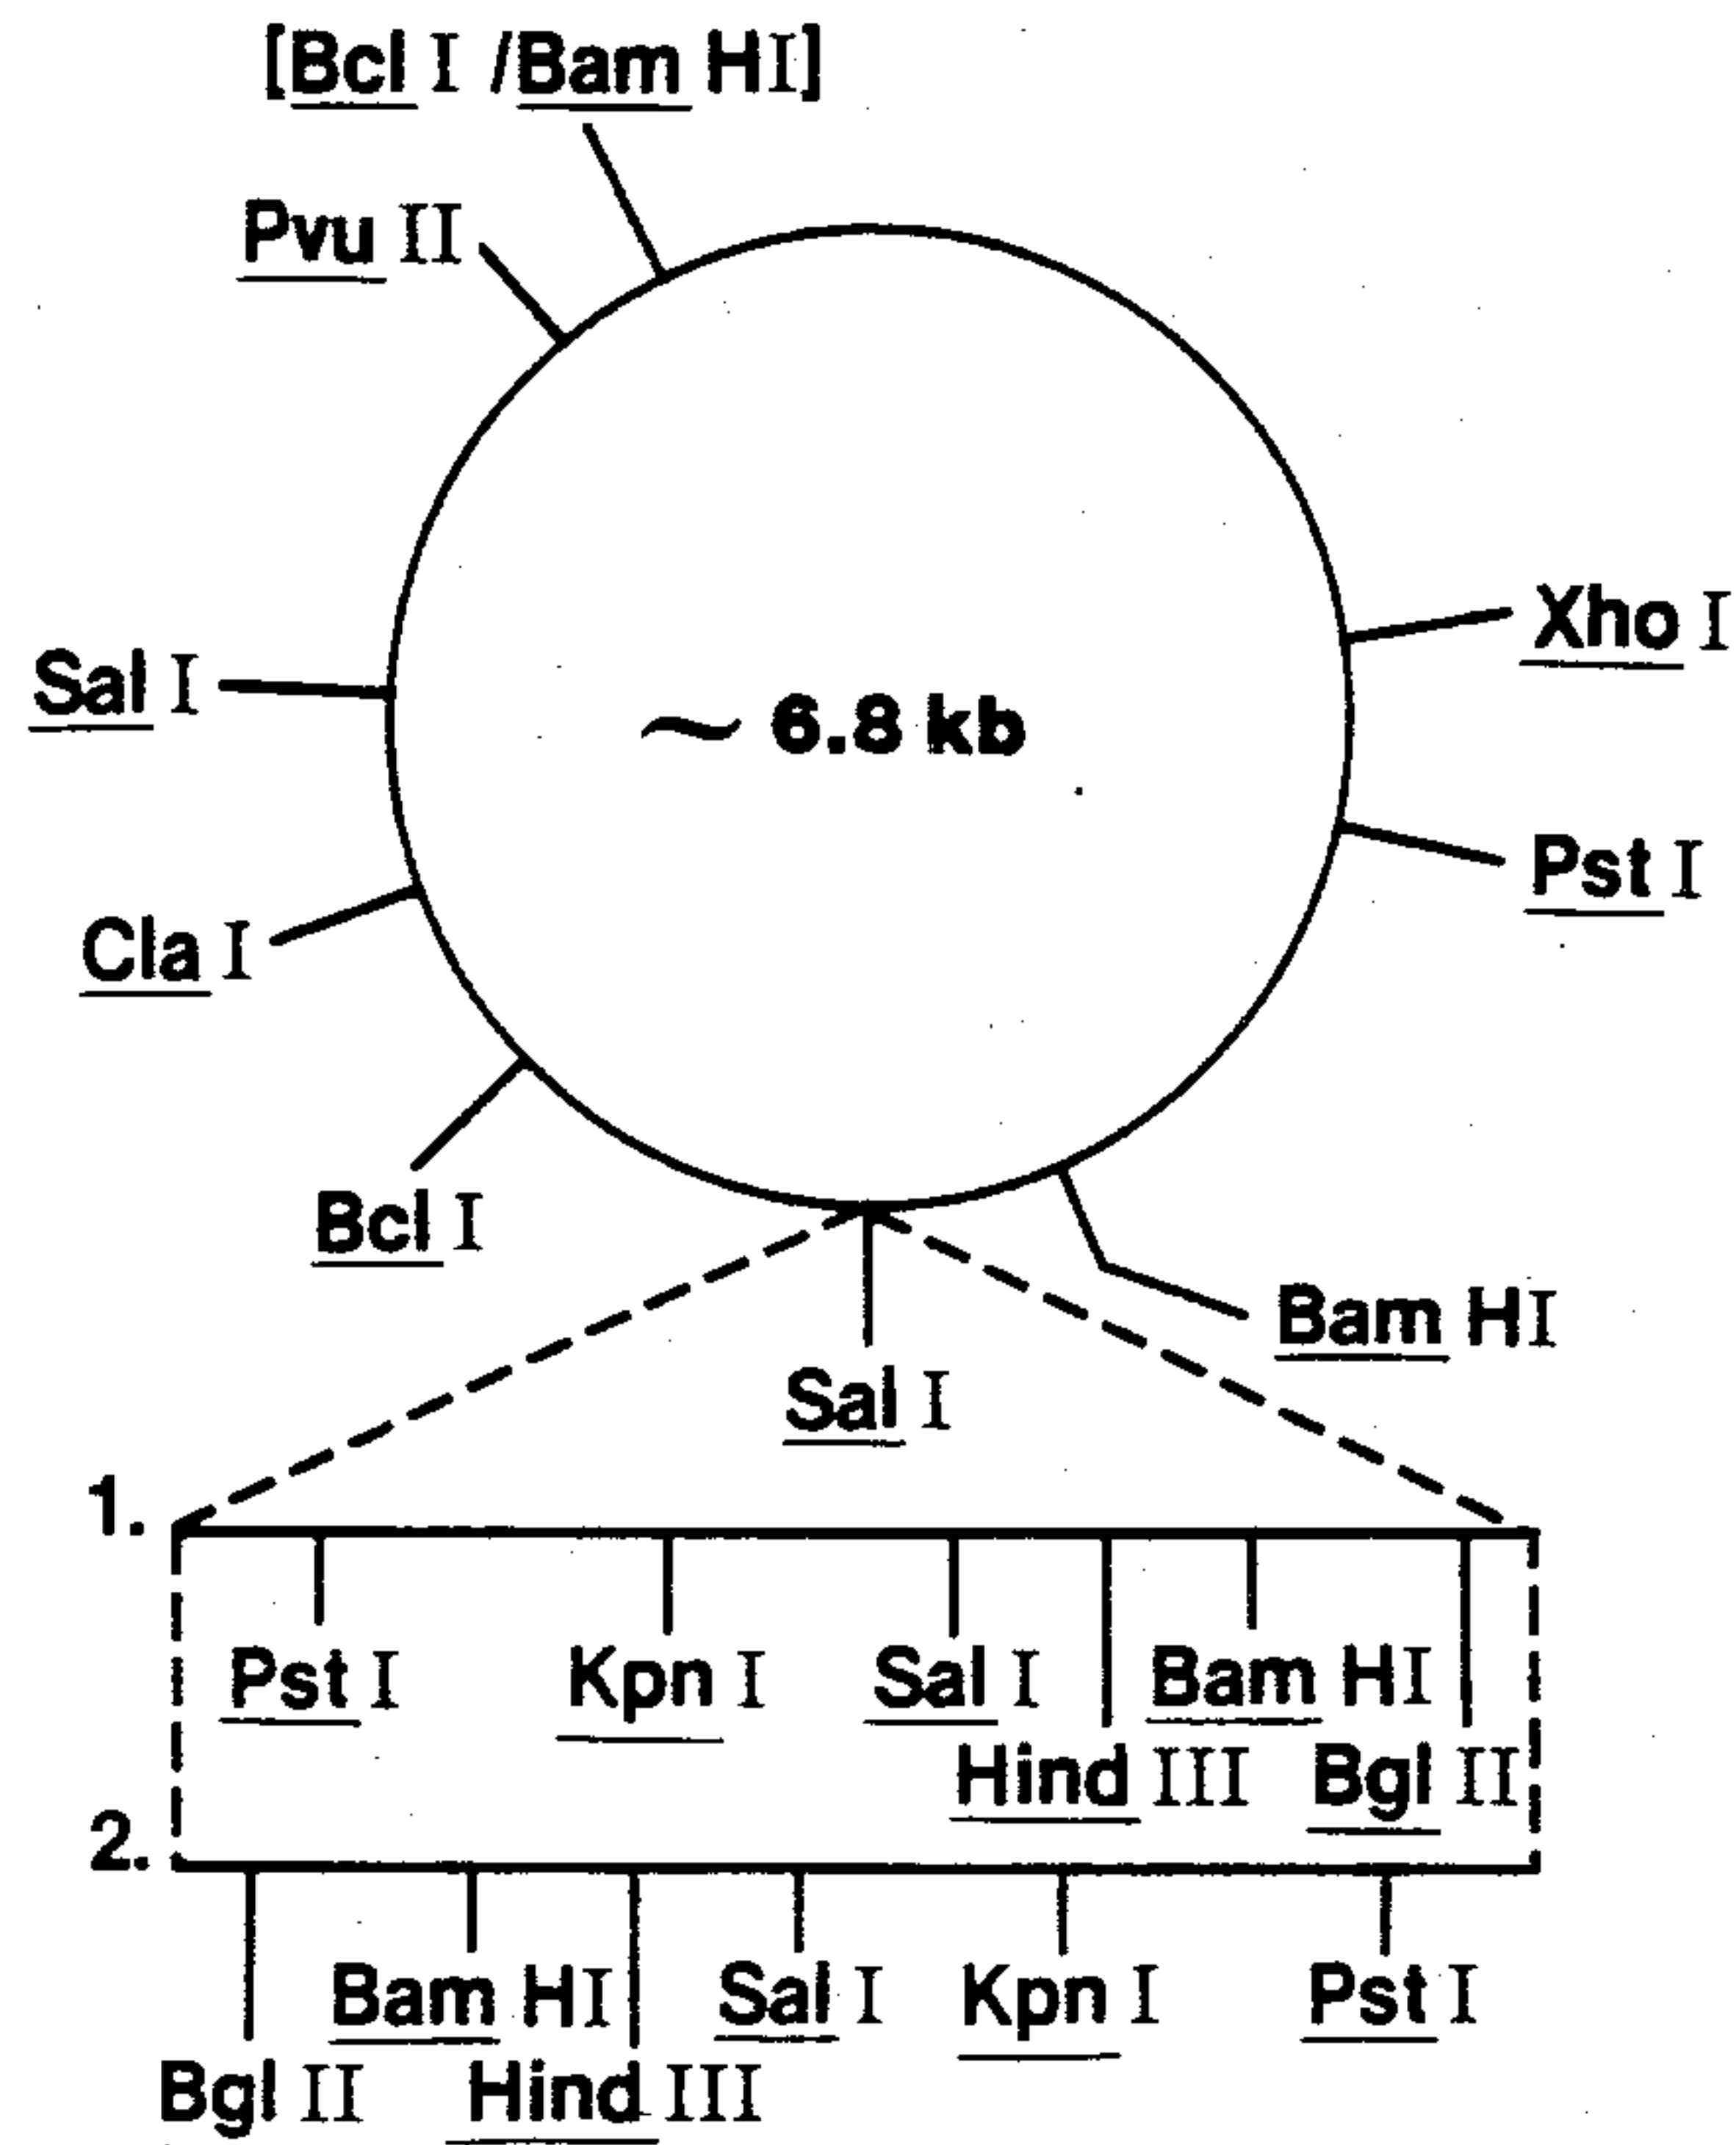 [Bcl I /Bam HI]
Pvu II
Xho I
Sal I
~ 6.8 kb
Pst I
Cla I
Bcl I
Bam HI
Sal I
1.
Pst I Kpn I Sal I Bam HI
Hind III Bgl II
2.
Bam HI Sal I Kpn I Pst I
Bgl II Hind III